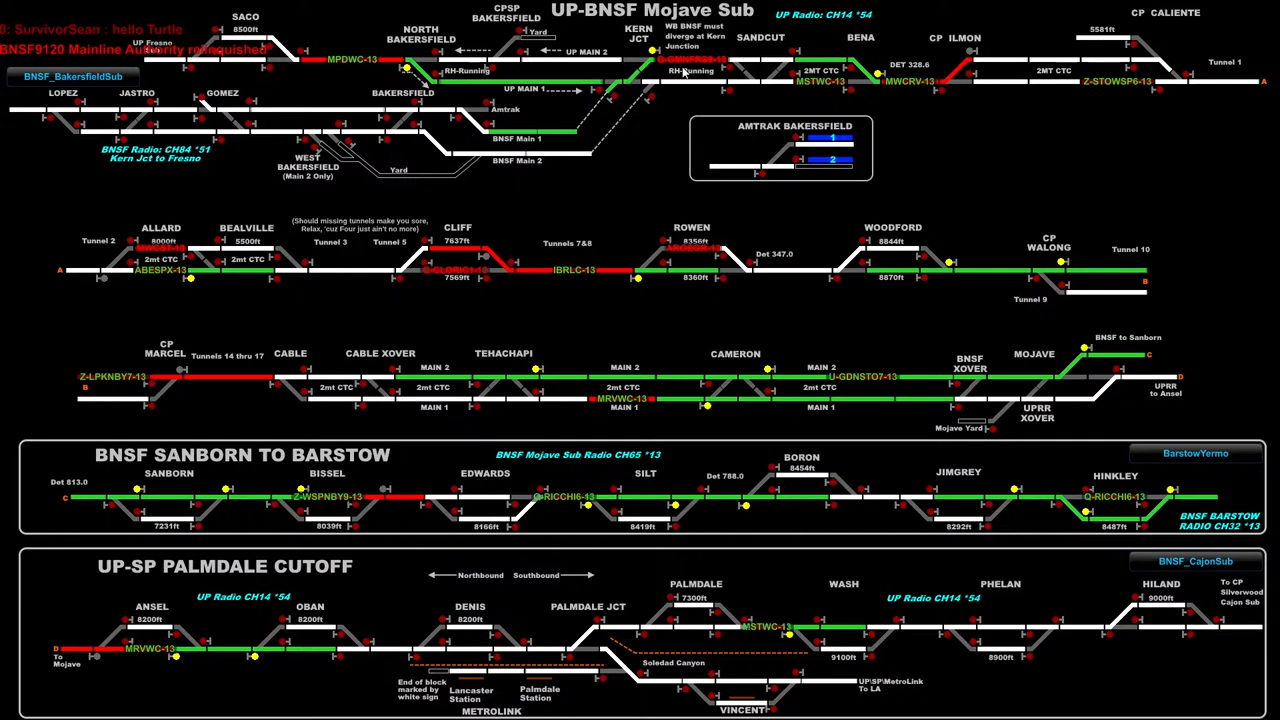 UP-BNSF Mojave Sub
UP Radio: CH14 *54
0: SurvivorSean : hello Turtle
BNSF9120 Mainline Authority relinquished
BNSF_BakersfieldSub
SACO
8500ft
UP Fresno
MPDWC-13
NORTH
BAKERSFIELD
CPSP
BAKERSFIELD
Yard
UP MAIN 2
RH-Running
UP MAIN 1
KERN
JCT
WB BNSF must
diverge at Kern
Junction
RH-Running
SANDCUT
2MT CTC
MSTWC-13
BENA
DET 328.6
MWCRV-13
CP ILMON
2MT CTC
CP CALIENTE
5581ft
Tunnel 1
Z-STOWSP6-13
A
LOPEZ
JASTRO
GOMEZ
BAKERSFIELD
Amtrak
BNSF Main 1
BNSF Main 2
BNSF Radio: CH84 *51
Kern Jct to Fresno
WEST
BAKERSFIELD
(Main 2 Only)
Yard
AMTRAK BAKERSFIELD
1
2
Tunnel 2
ALLARD
8000ft
2mt CTC
ABESPX-13
A
BEALVILLE
5500ft
2mt CTC
(Should missing tunnels make you sore,
Relax, 'cuz Four just ain't no more)
Tunnel 3
Tunnel 5
CLIFF
7637ft
7569ft
Tunnels 7&8
IBRLC-13
ROWEN
8356ft
8360ft
Det 347.0
WOODFORD
8844ft
8870ft
CP
WALONG
Tunnel 10
B
Tunnel 9
CP
MARCEL
Tunnels 14 thru 17
Z-LPKNBY7-13
B
CABLE
2mt CTC
CABLE XOVER
2mt CTC
TEHACHAPI
MAIN 2
MAIN 1
MAIN 2
2mt CTC
MRVWC-13
MAIN 1
CAMERON
MAIN 2
U-GDNSTO7-13
2mt CTC
MAIN 1
BNSF
XOVER
MOJAVE
BNSF to Sanborn
C
D
UPRR
to Ansel
UPRR
XOVER
Mojave Yard
BNSF SANBORN TO BARSTOW
BNSF Mojave Sub Radio CH65 *13
BarstowYermo
Det 813.0
C
SANBORN
7231ft
BISSEL
Z-WSPNBY9-13
8039ft
EDWARDS
8166ft
Q-RICCHI6-13
SILT
8419ft
Det 788.0
BORON
8454ft
JIMGREY
8292ft
HINKLEY
Q-RICCHI6-13
8487ft
BNSF BARSTOW
RADIO CH32 *13
UP-SP PALMDALE CUTOFF
BNSF_CajonSub
Northbound
Southbound
UP Radio CH14 *54
UP Radio CH14 *54
ANSEL
8200ft
D
MRVWC-13
To
Mojave
OBAN
8200ft
DENIS
8200ft
PALMDALE JCT
PALMDALE
7300ft
MSTWC-13
WASH
9100ft
PHELAN
8900ft
HILAND
9000ft
To CP
Silverwood
Cajon Sub
End of block
marked by
white sign
Lancaster
Station
Palmdale
Station
METROLINK
Soledad Canyon
UP\SP\MetroLink
To LA
VINCENT